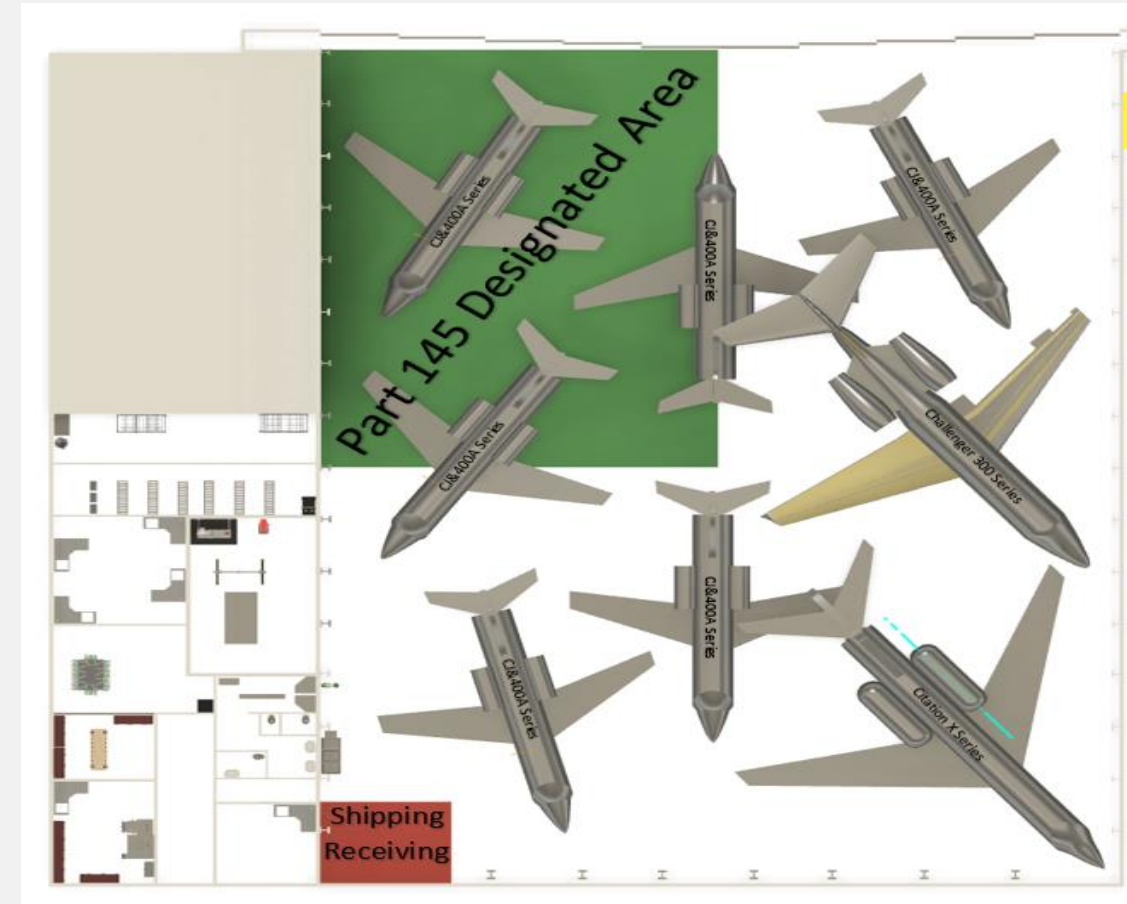 Part 145 Designated Area
CJ&400A Series
CJ&400A Series
CJ&400A Series
CJ&400A Series
Challenger 300 Series
CJ&400A Series
CJ&400A Series
Citation X Series
Shipping
Receiving